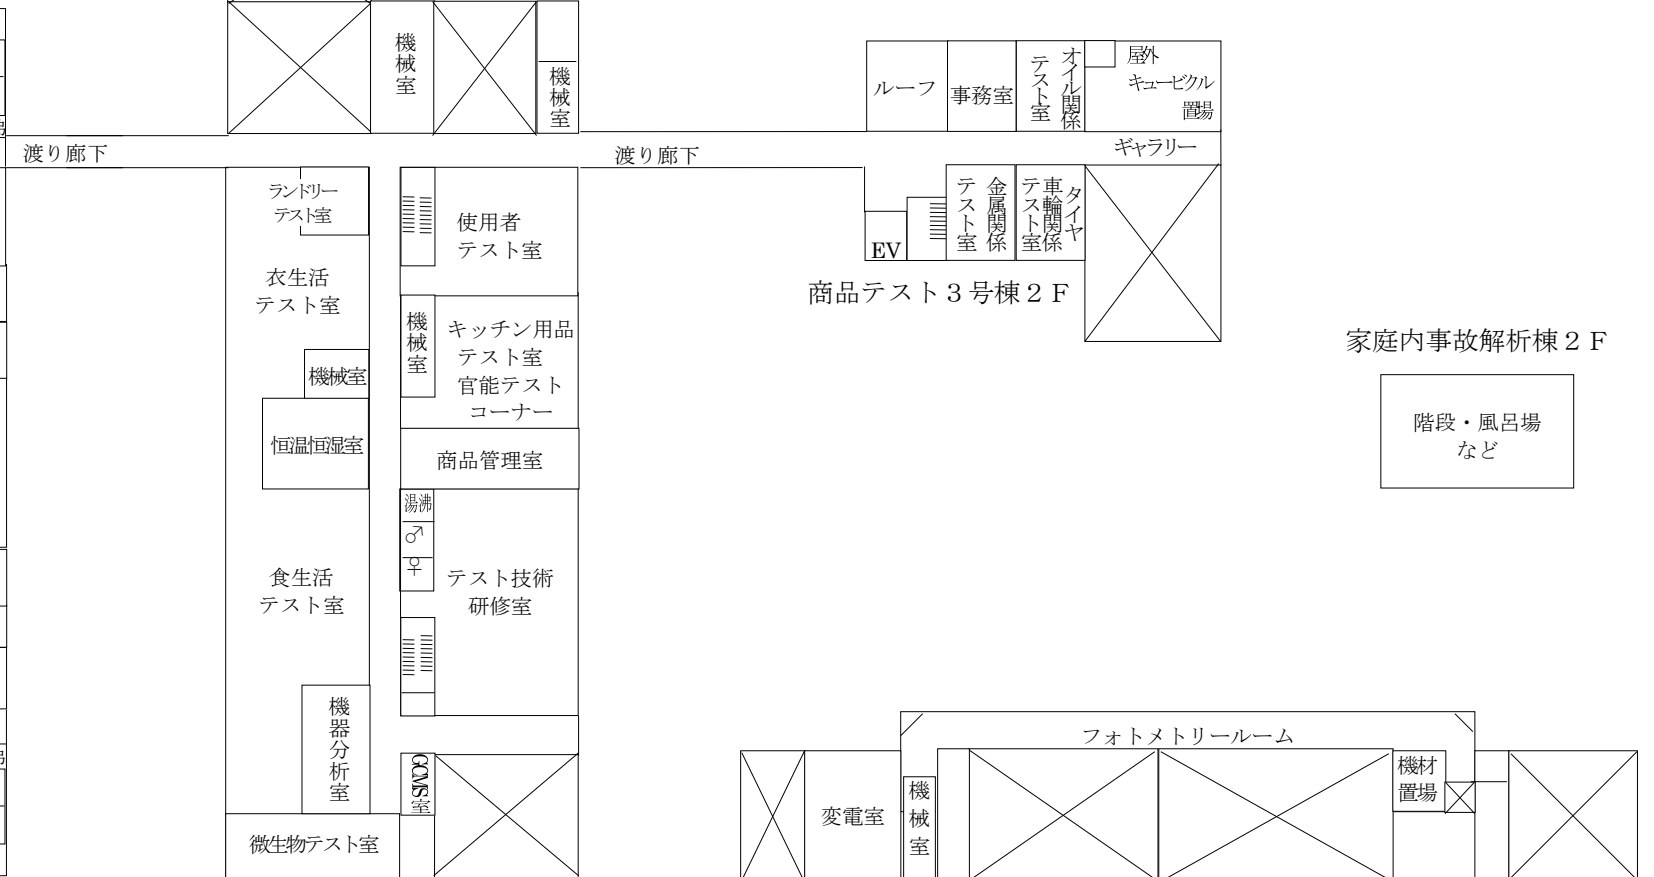 機械室
機械室
渡り廊下
ランドリー
テスト室
衣生活
テスト室
機械室
恒温恒湿室
食生活
テスト室
機器分析室
微生物テスト室
使用者
テスト室
機械室
キッチン用品
テスト室
官能テスト
コーナー
商品管理室
湯沸
♂
♀
テスト技術
研修室
GCMS室
渡り廊下
ルーフ
事務室
オイル関係
テスト室
屋外
キュービクル
置場
ギャラリー
EV
金属関係
テスト室
タイヤ
車輪関係
テスト室
商品テスト3号棟2F
家庭内事故解析棟2F
階段・風呂場
など
フォトメトリールーム
変電室
機械室
機材
置場